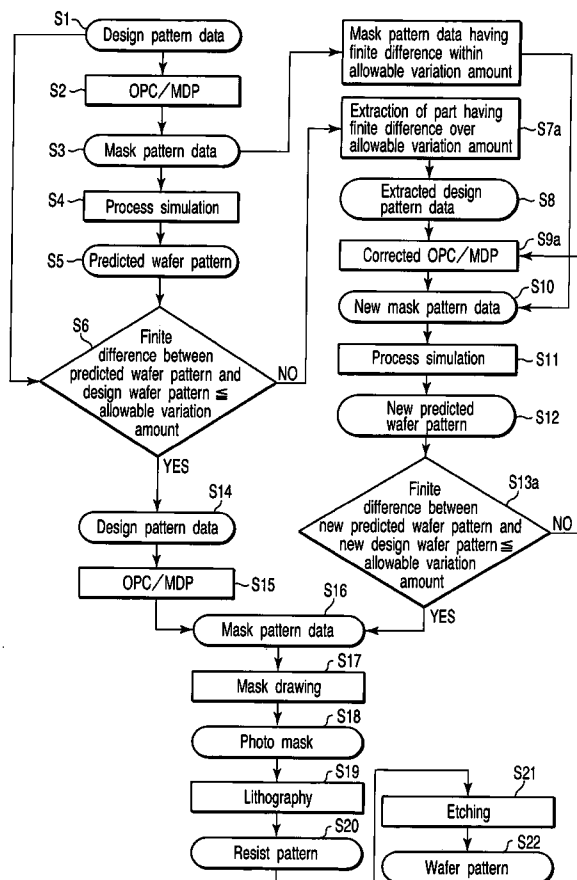 S1
Design pattern data
S2
OPC/MDP
S3
Mask pattern data
S4
Process simulation
S5
Predicted wafer pattern
S6
Finite
difference between
predicted wafer pattern and
design wafer pattern ≦
allowable variation
amount
NO
YES
S14
Design pattern data
OPC/MDP
S15
Mask pattern data having
finite difference within
allowable variation amount
Extraction of part having
finite difference over
allowable variation amount
S7a
Extracted design
pattern data
S8
S9a
Corrected OPC/MDP
S10
New mask pattern data
Process simulation
S11
New predicted
wafer pattern
S12
S13a
Finite
difference between
new predicted wafer pattern and
new design wafer pattern ≦
allowable variation
amount
NO
YES
S16
Mask pattern data
S17
Mask drawing
S18
Photo mask
S19
Lithography
S20
Resist pattern
S21
Etching
S22
Wafer pattern